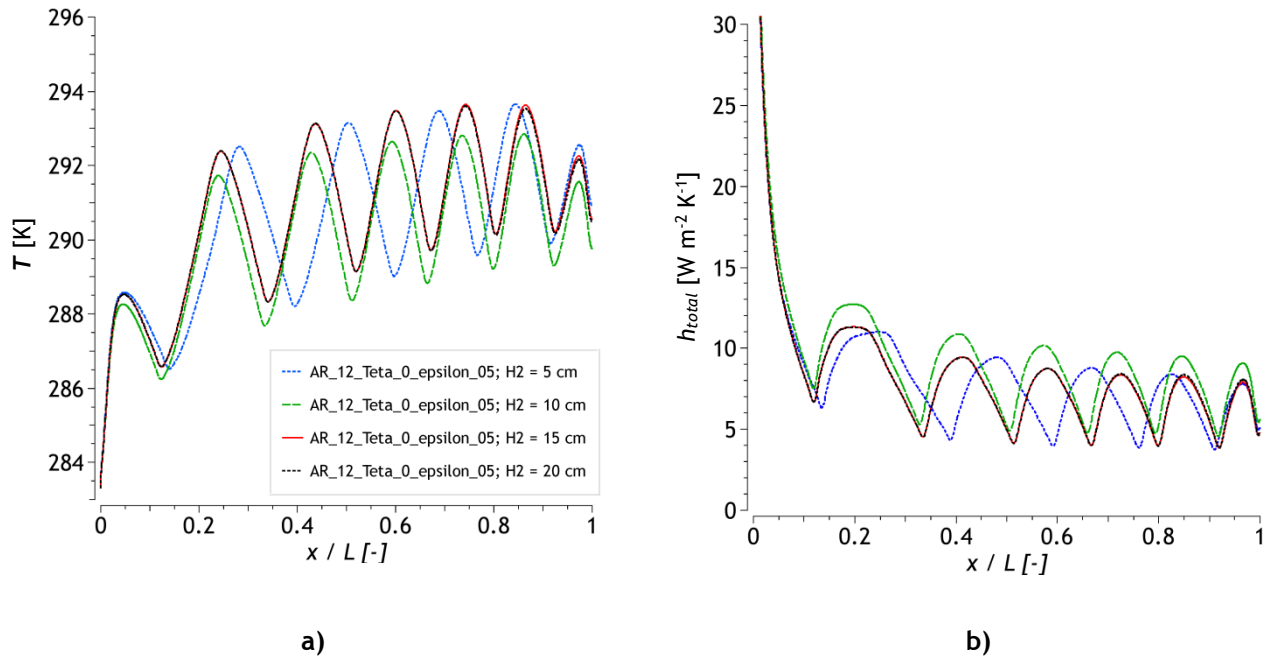 296
294
292
290
288
286
284
T [K]
0
0.2
0.4
0.6
0.8
1
x / L [-]
AR_12_Teta_0_epsilon_05; H2 = 5 cm
AR_12_Teta_0_epsilon_05; H2 = 10 cm
AR_12_Teta_0_epsilon_05; H2 = 15 cm
AR_12_Teta_0_epsilon_05; H2 = 20 cm
a)
30
25
20
15
10
5
0
h_total [W m-2 K-1]
0
0.2
0.4
0.6
0.8
1
x / L [-]
b)